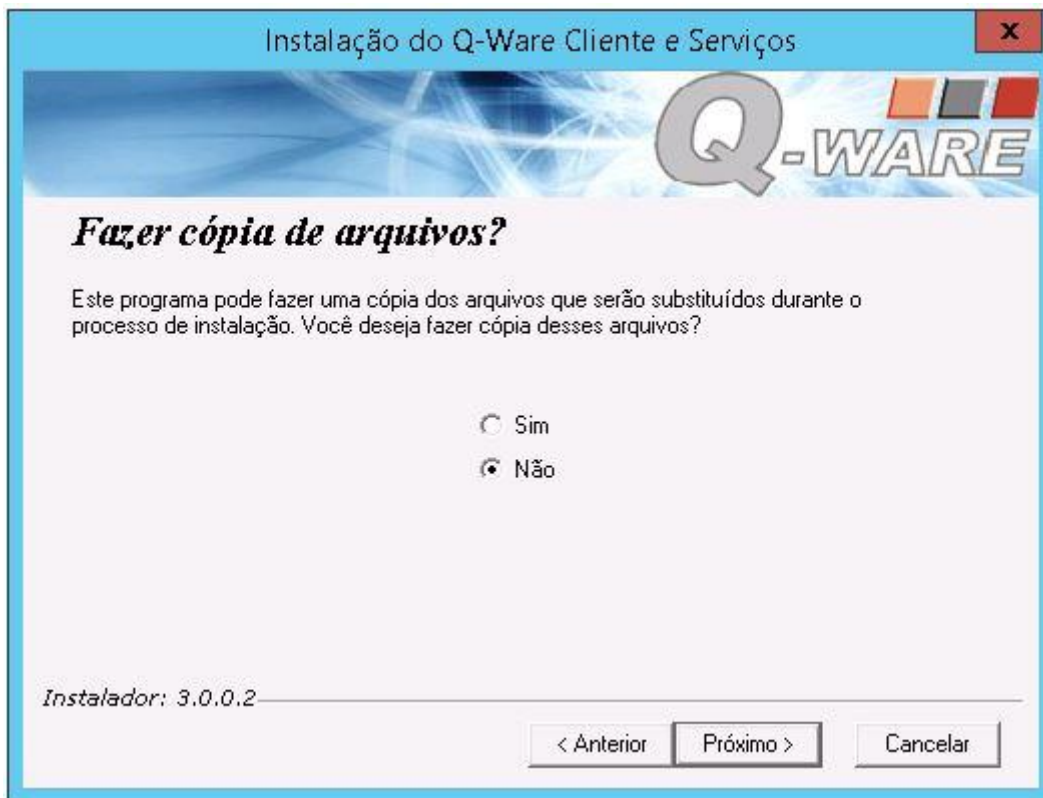 Instalação do Q-Ware Cliente e Serviços
x
Q-WARE
Fazer cópia de arquivos?
Este programa pode fazer uma cópia dos arquivos que serão substituídos durante o
processo de instalação. Você deseja fazer cópia desses arquivos?
Sim
Não
Instalador: 3.0.0.2
< Anterior Próximo > Cancelar